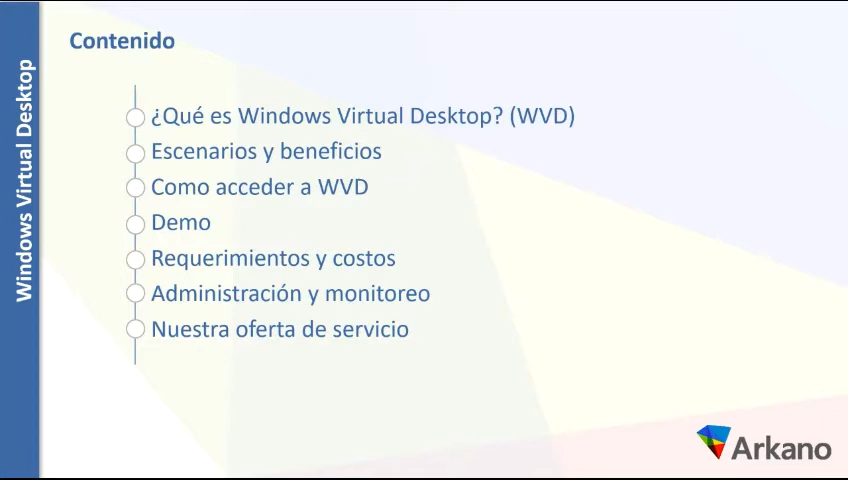 Windows Virtual Desktop
Contenido
¿Qué es Windows Virtual Desktop? (WVD)
Escenarios y beneficios
Como acceder a WVD
Demo
Requerimientos y costos
Administración y monitoreo
Nuestra oferta de servicio
Arkano